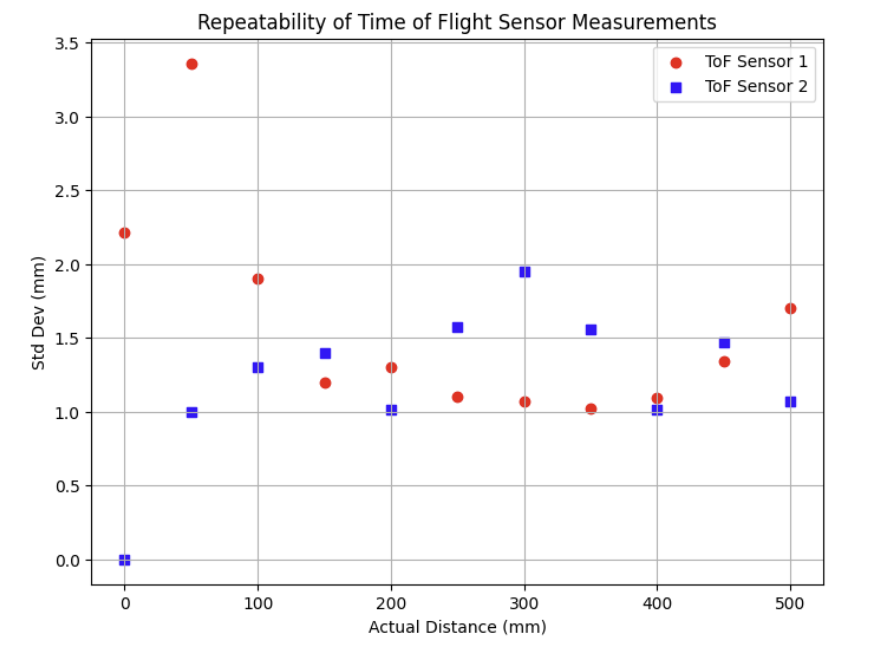 Repeatability of Time of Flight Sensor Measurements
3.5
3.0
2.5
2.0
1.5
1.0
0.5
0.0
Std Dev (mm)
ToF Sensor 1
ToF Sensor 2
0 100 200 300 400 500
Actual Distance (mm)